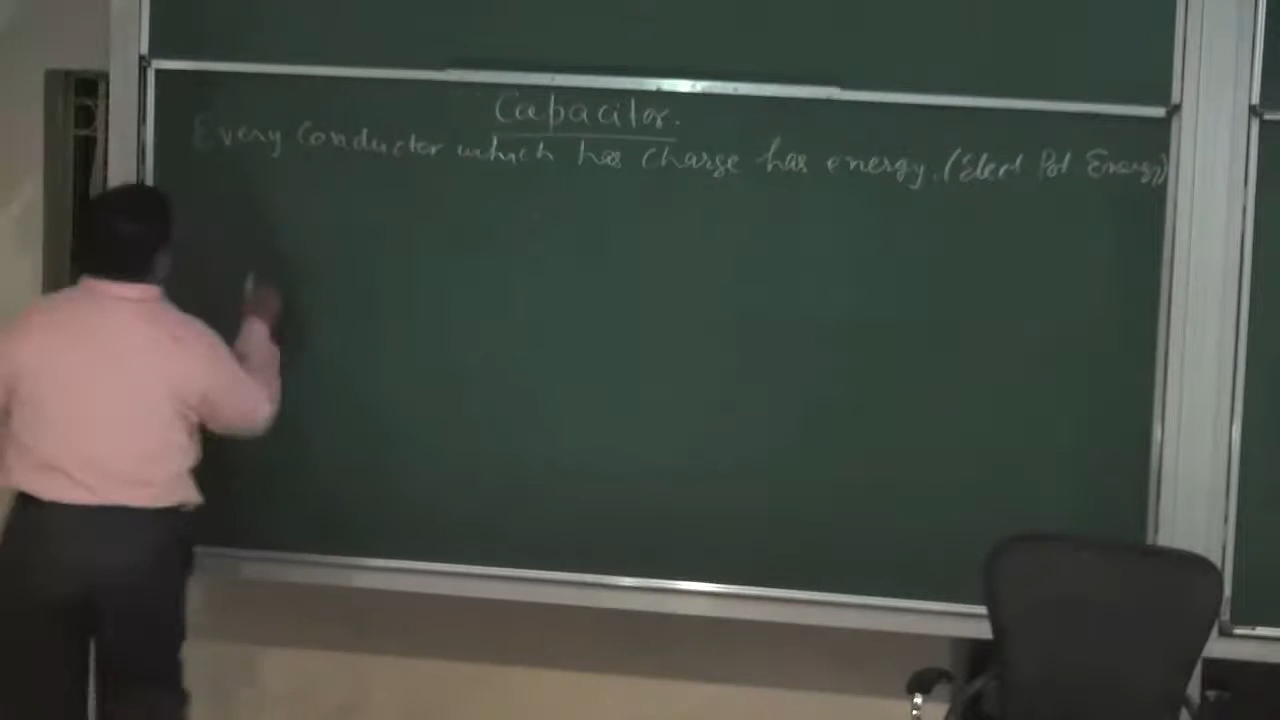 Capacitor.
Every Conductor which has charge has energy. (Elect Pot Energy)